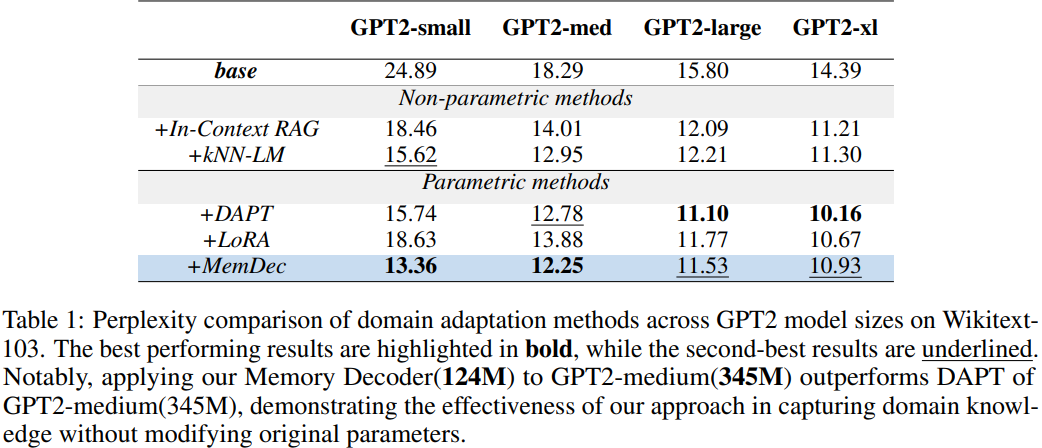 GPT2-small GPT2-med GPT2-large GPT2-xl
base 24.89 18.29 15.80 14.39
Non-parametric methods
+In-Context RAG 18.46 14.01 12.09 11.21
+kNN-LM 15.62 12.95 12.21 11.30
Parametric methods
+DAPT 15.74 12.78 11.10 10.16
+LoRA 18.63 13.88 11.77 10.67
+MemDec 13.36 12.25 11.53 10.93
Table 1: Perplexity comparison of domain adaptation methods across GPT2 model sizes on Wikitext-
103. The best performing results are highlighted in bold, while the second-best results are underlined.
Notably, applying our Memory Decoder(124M) to GPT2-medium(345M) outperforms DAPT of
GPT2-medium(345M), demonstrating the effectiveness of our approach in capturing domain knowl-
edge without modifying original parameters.